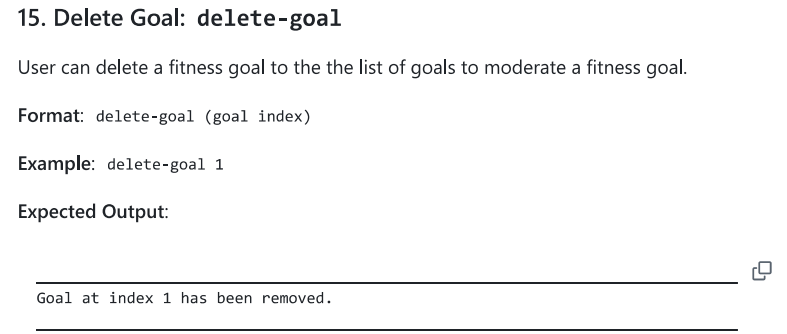 15. Delete Goal: delete-goal
User can delete a fitness goal to the the list of goals to moderate a fitness goal.
Format: delete-goal (goal index)
Example: delete-goal 1
Expected Output:
Goal at index 1 has been removed.